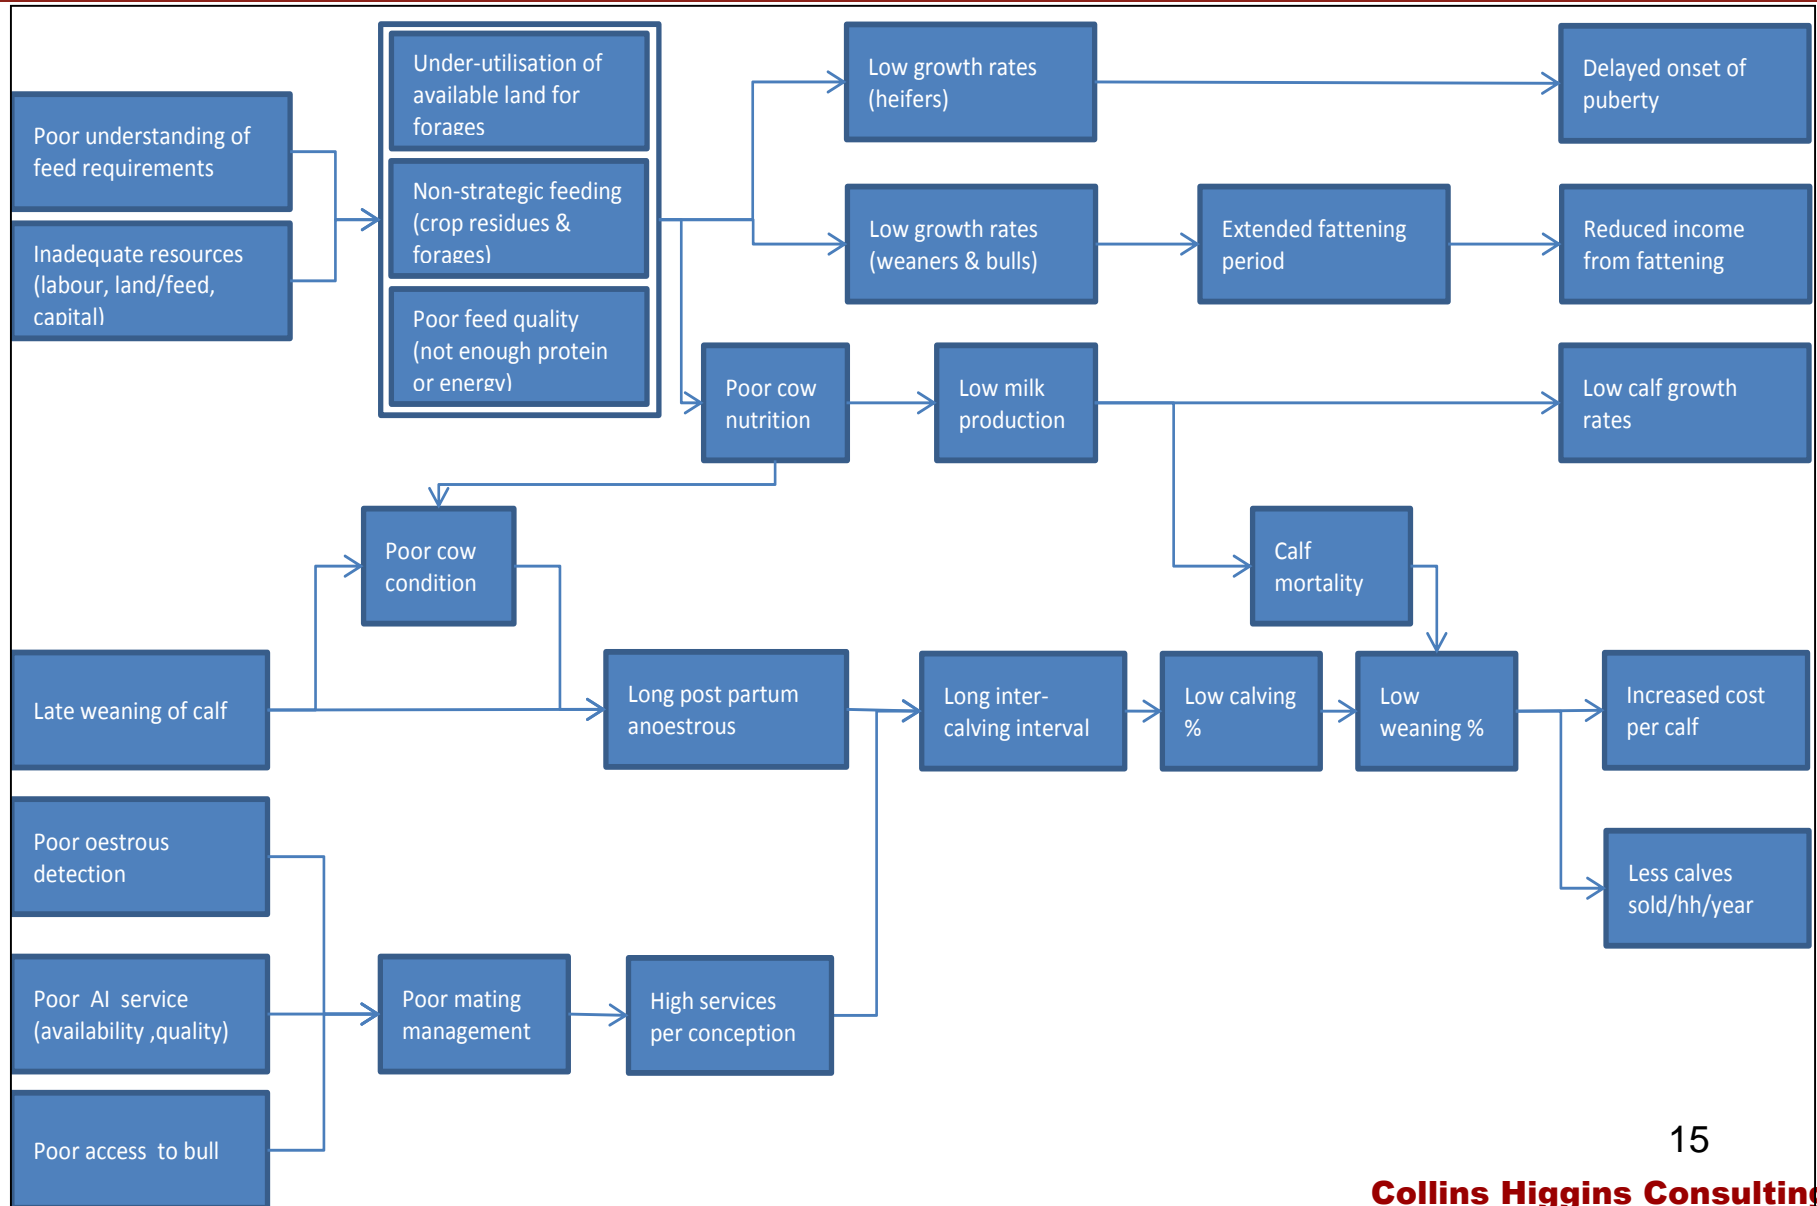 Poor understanding of
feed requirements
Inadequate resources
(labour, land/feed,
capital)
Under-utilisation of
available land for
forages
Non-strategic feeding
(crop residues &
forages)
Poor feed quality
(not enough protein
or energy)
Low growth rates
(heifers)
Delayed onset of
puberty
Low growth rates
(weaners & bulls)
Extended fattening
period
Reduced income
from fattening
Poor cow
nutrition
Low milk
production
Low calf growth
rates
Poor cow
condition
Calf
mortality
Late weaning of calf
Long post partum
anoestrous
Long inter-
calving interval
Low calving
%
Low
weaning %
Increased cost
per calf
Poor oestrous
detection
Less calves
sold/hh/year
Poor  AI  service
(availability ,quality)
Poor mating
management
High services
per conception
Poor access  to bull
15
Collins Higgins Consulting